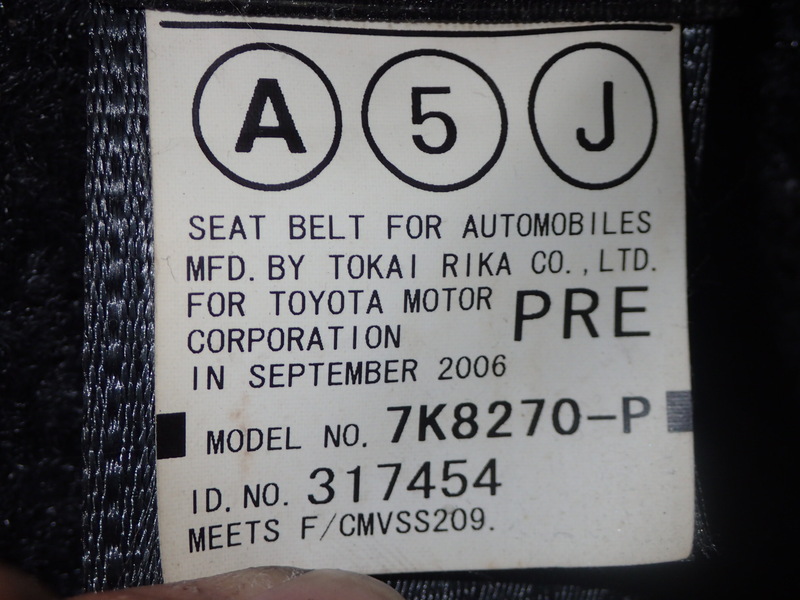 A 5 J
SEAT BELT FOR AUTOMOBILES
MFD. BY TOKAI RIKA CO.,LTD.
FOR TOYOTA MOTOR PRE
CORPORATION
IN SEPTEMBER 2006
MODEL NO. 7K8270-P
ID. NO. 317454
MEETS F/CMVSS209.